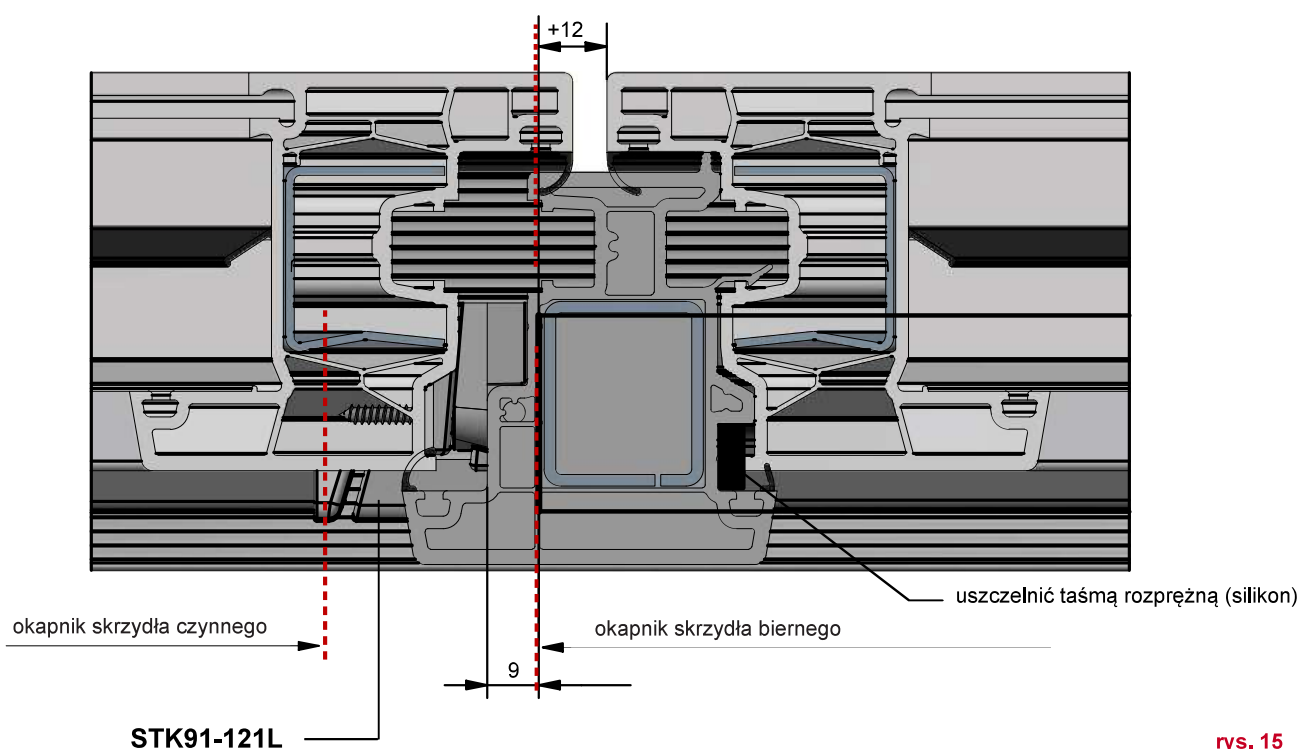 +12
uszczelnić taśmą rozprężną (silikon)
okapnik skrzydła czynnego
okapnik skrzydła biernego
9
STK91-121L
rys. 15